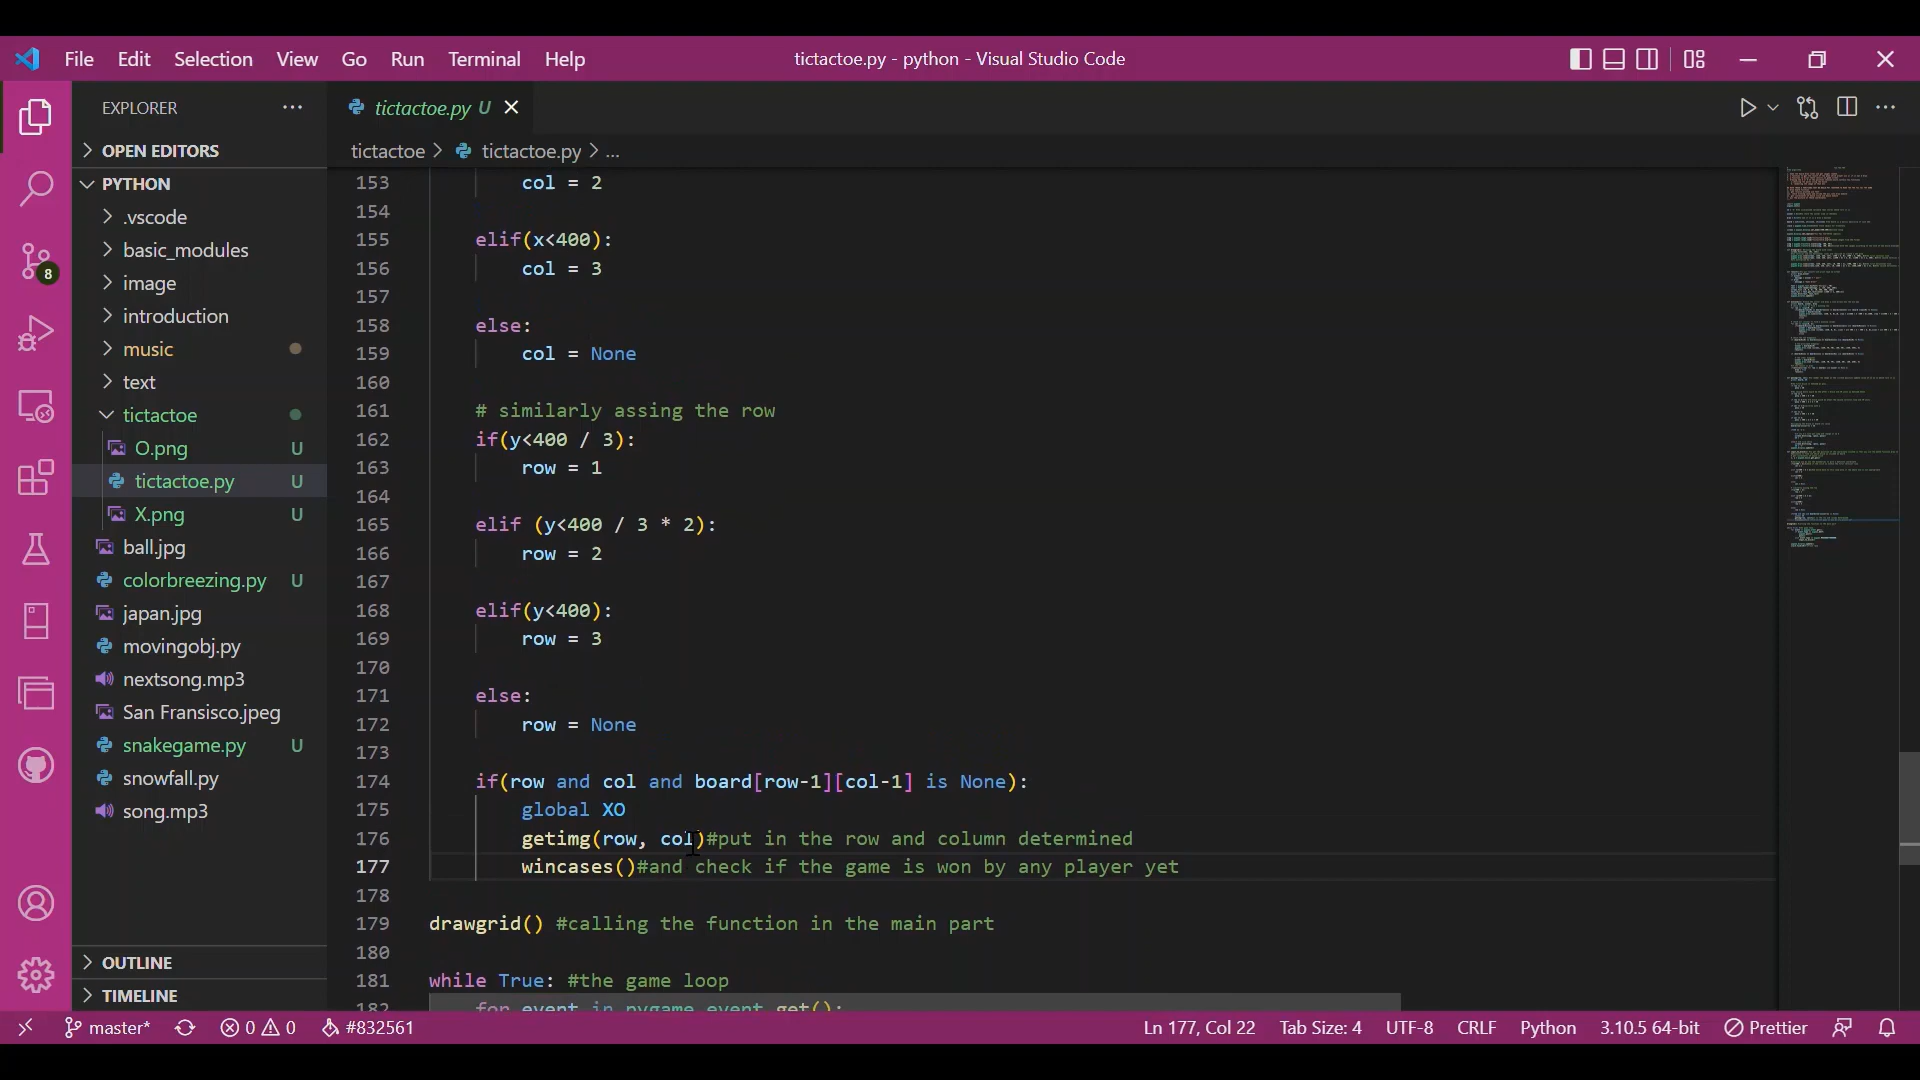 File Edit Selection View Go Run Terminal Help
tictactoe.py - python - Visual Studio Code
EXPLORER
tictactoe.py U
OPEN EDITORS
tictactoe > tictactoe.py > ...
PYTHON
.vscode
basic_modules
image
introduction
music
text
tictactoe
O.png U
tictactoe.py U
X.png U
ball.jpg
colorbreezing.py U
japan.jpg
movingobj.py
nextsong.mp3
San Fransisco.jpeg
snakegame.py U
snowfall.py
song.mp3
OUTLINE
TIMELINE
8
153 col = 2
154
155 elif(x<400):
156 col = 3
157
158 else:
159 col = None
160
161 # similarly assing the row
162 if(y<400 / 3):
163 row = 1
164
165 elif (y<400 / 3 * 2):
166 row = 2
167
168 elif(y<400):
169 row = 3
170
171 else:
172 row = None
173
174 if(row and col and board[row-1][col-1] is None):
175 global XO
176 getimg(row, col)#put in the row and column determined
177 wincases()#and check if the game is won by any player yet
178
179 drawgrid() #calling the function in the main part
180
181 while True: #the game loop
182 for event in pygame.event.get():
master* 0 0 #832561 Ln 177, Col 22 Tab Size: 4 UTF-8 CRLF Python 3.10.5 64-bit Prettier